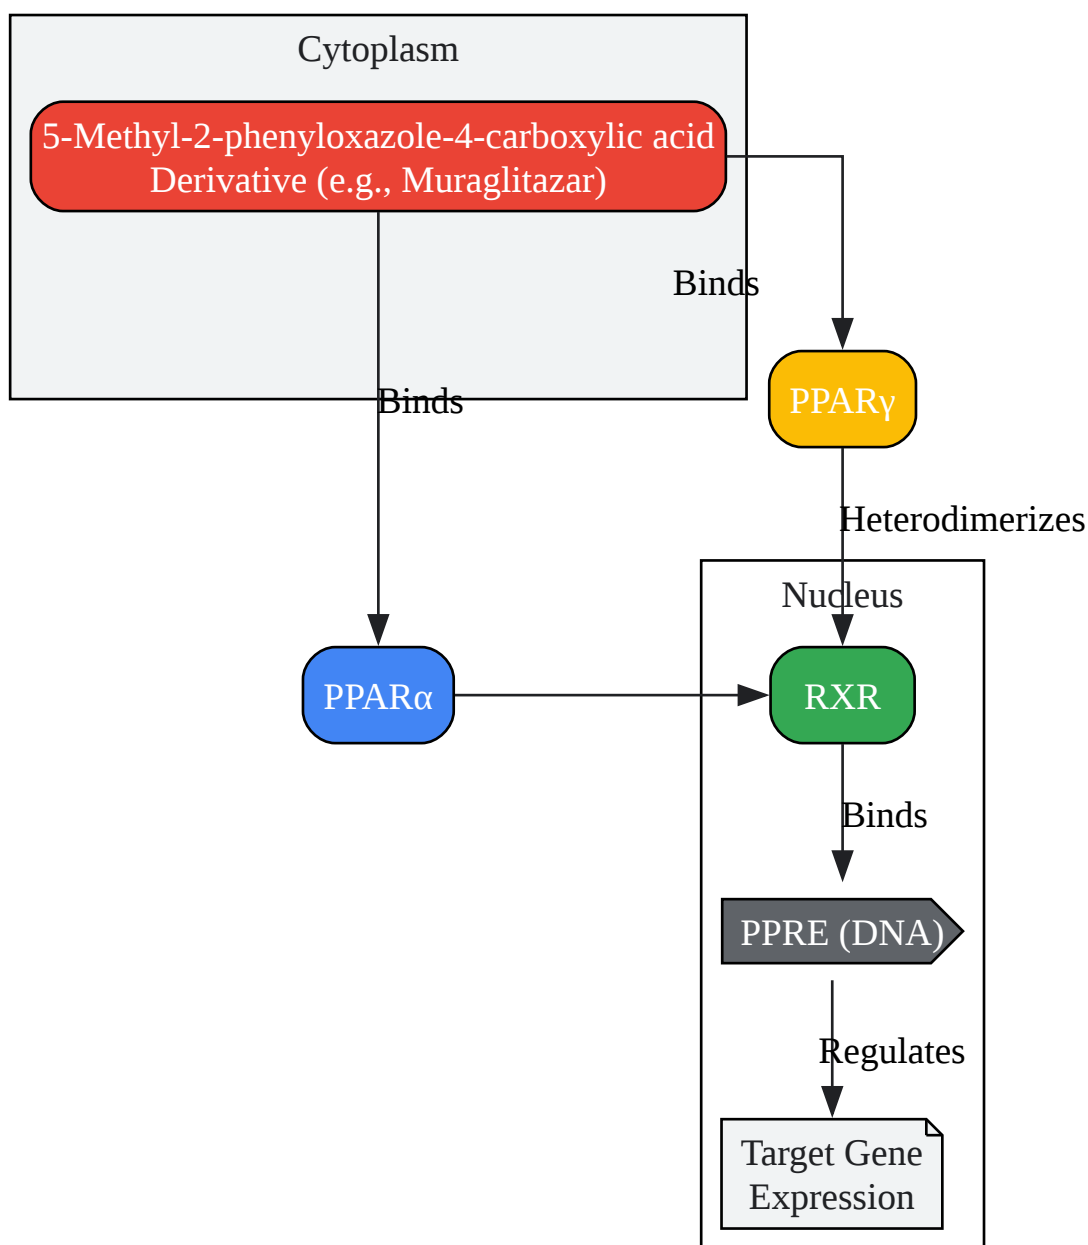 Cytoplasm
5-Methyl-2-phenyloxazole-4-carboxylic acid
Derivative (e.g., Muraglitazar)
Binds
Binds
PPARγ
Heterodimerizes
Nucleus
PPARα
RXR
Binds
PPRE (DNA)
Regulates
Target Gene
Expression